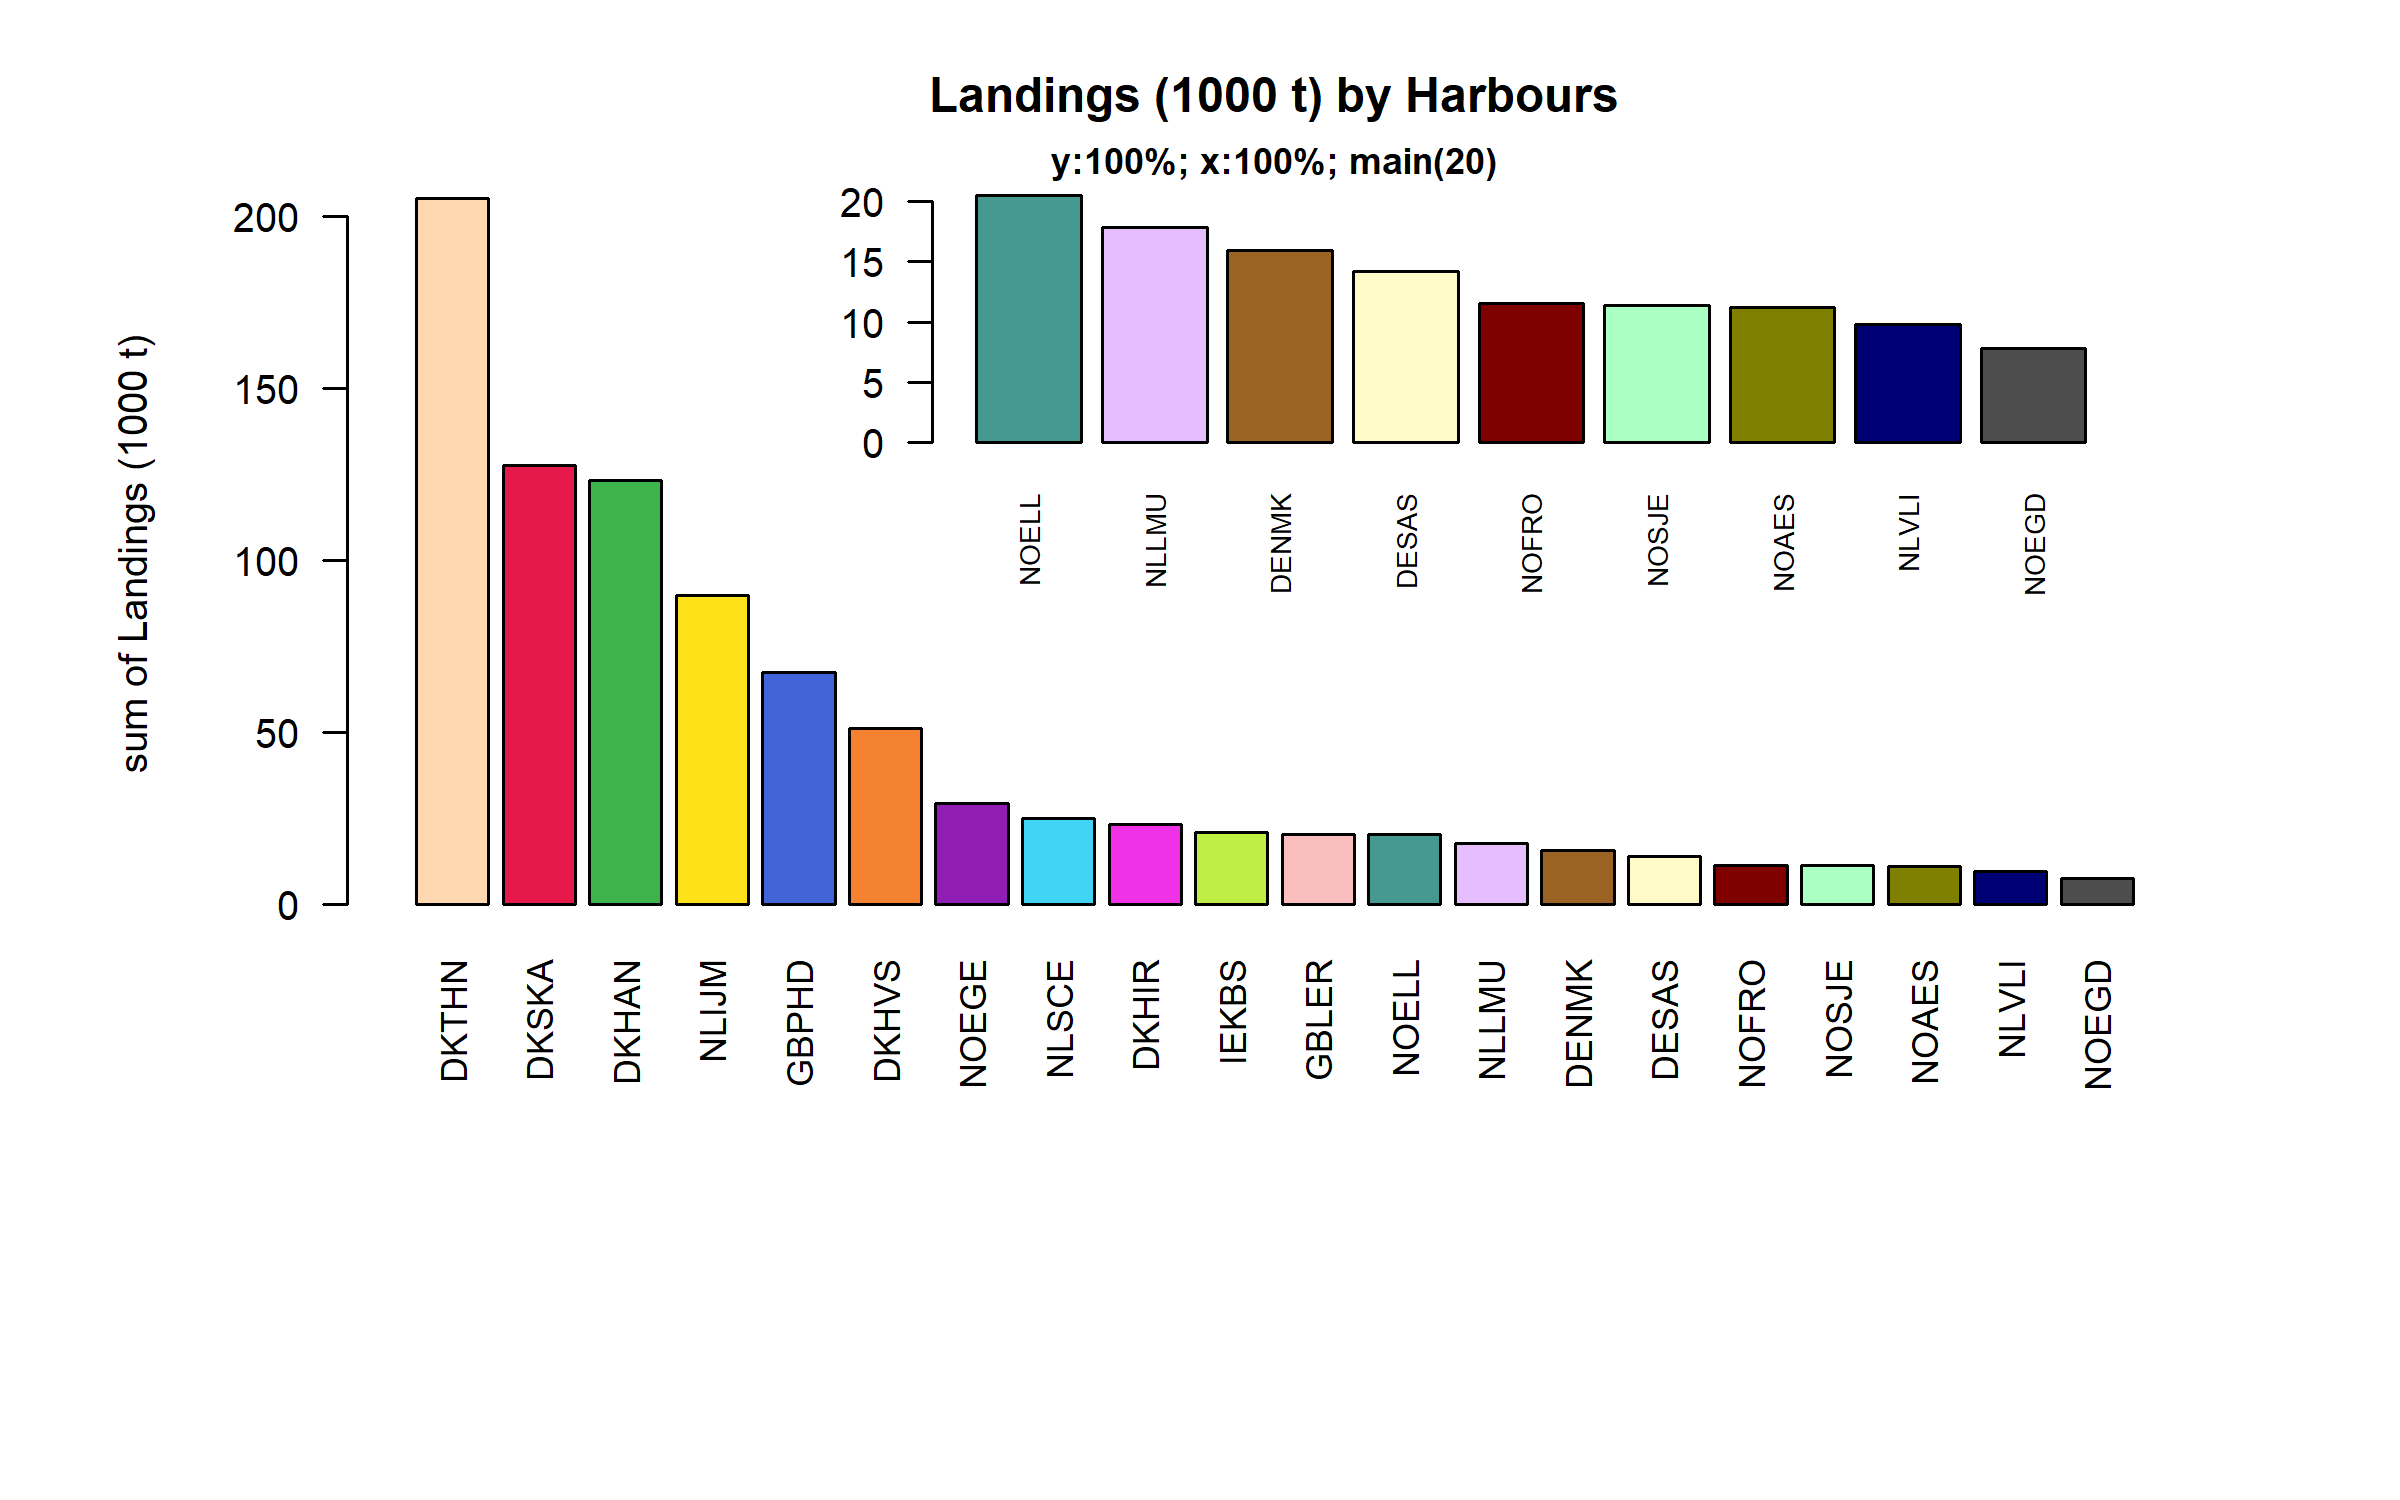 Landings (1000 t) by Harbours
y:100%; x:100%; main(20)
sum of Landings (1000 t)
200
150
100
50
0
20
15
10
5
0
NOELL
NLLMU
DENMK
DESAS
NOFRO
NOSJE
NOAES
NLVLI
NOEGD
DKTHN
DKSKA
DKHAN
NLIJM
GBPHD
DKHVS
NOEGE
NLSCE
DKHIR
IEKBS
GBLER
NOELL
NLLMU
DENMK
DESAS
NOFRO
NOSJE
NOAES
NLVLI
NOEGD